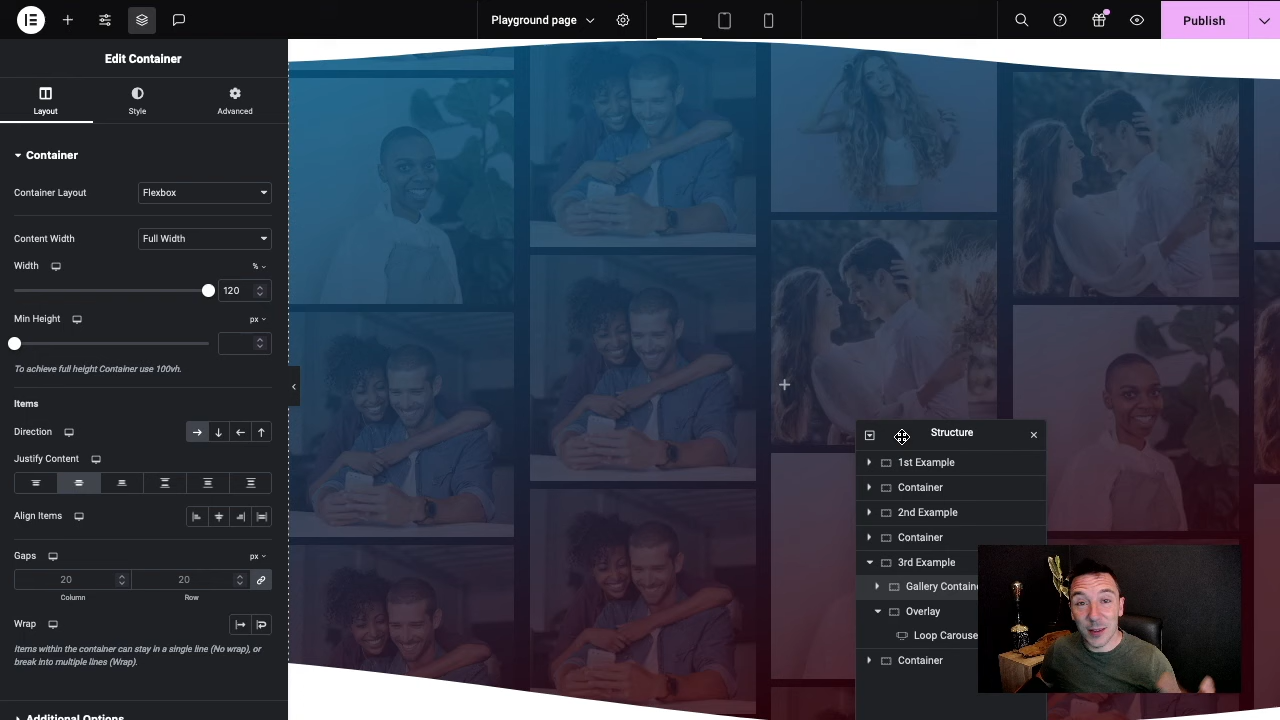 Playground page
Publish
Edit Container
Layout
Style
Advanced
Container
Container Layout
Flexbox
Content Width
Full Width
Width
%
120
Min Height
px
To achieve full height Container use 100vh.
Items
Direction
Justify Content
Align Items
Gaps
px
20
20
Column
Row
Wrap
Items within the container can stay in a single line (No wrap), or
break into multiple lines (Wrap).
Additional Options
Structure
1st Example
Container
2nd Example
Container
3rd Example
Gallery Containe
Overlay
Loop Carouse
Container